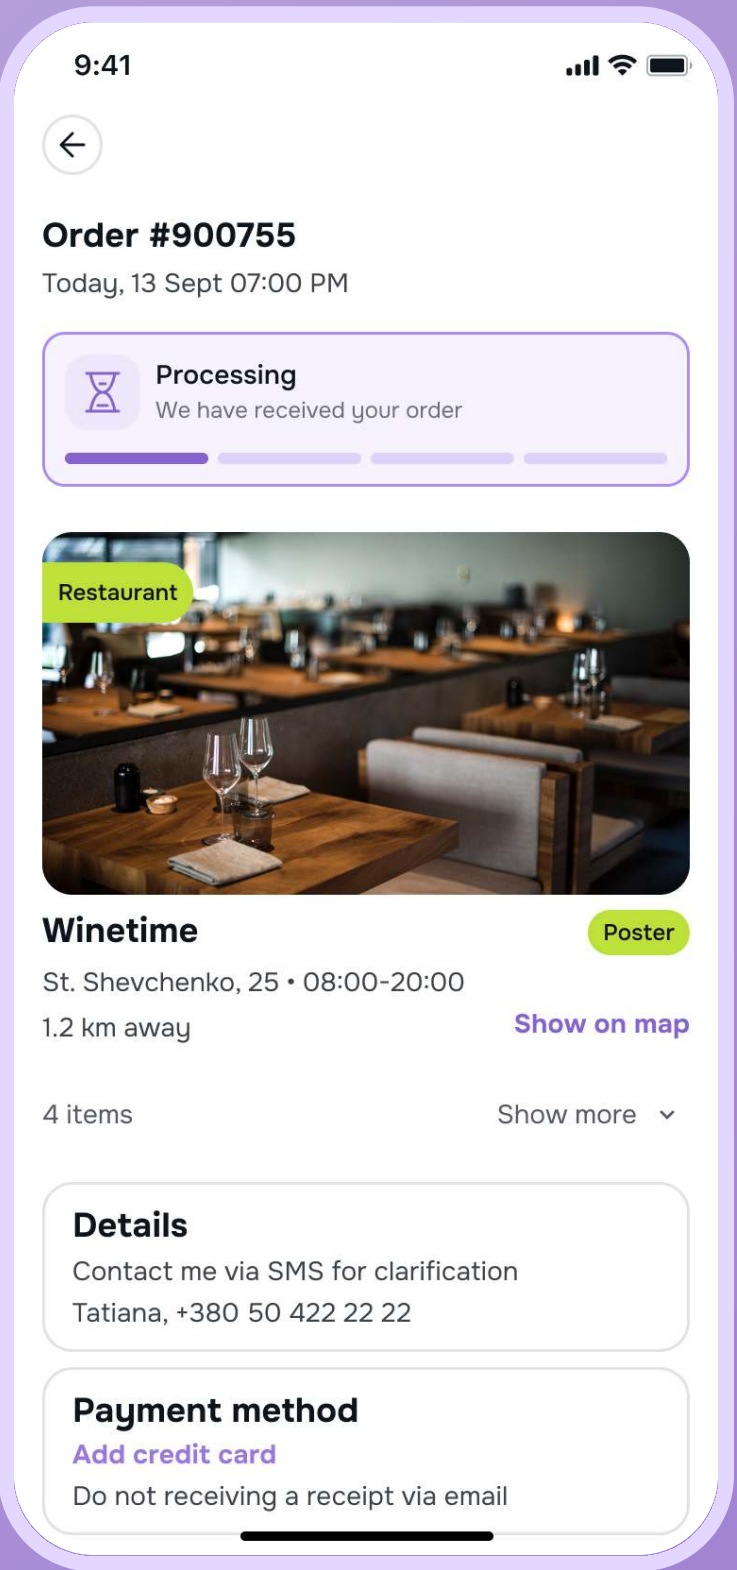 9:41
Order #900755
Today, 13 Sept 07:00 PM
Processing
We have received your order
Restaurant
Winetime
Poster
St. Shevchenko, 25 • 08:00-20:00
1.2 km away
Show on map
4 items
Show more
Details
Contact me via SMS for clarification
Tatiana, +380 50 422 22 22
Payment method
Add credit card
Do not receiving a receipt via email